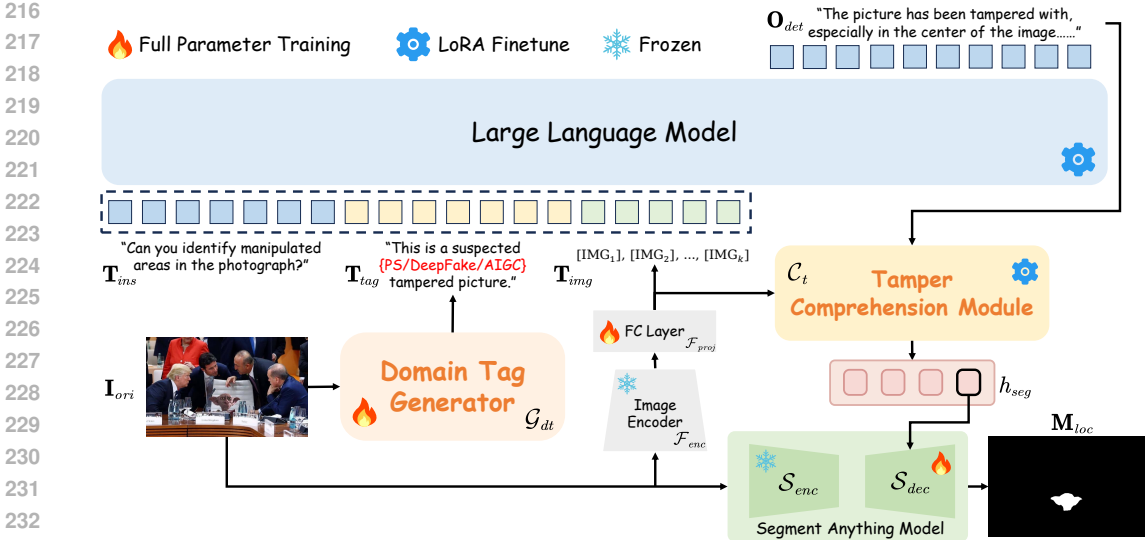 216
217
218
219
220
221
222
223
224
225
226
227
228
229
230
231
232
Full Parameter Training
LoRA Finetune
Frozen
O_det
“The picture has been tampered with,
especially in the center of the image……”
Large Language Model
“Can you identify manipulated
areas in the photograph?”
T_ins
“This is a suspected
{PS/DeepFake/AIGC}
tampered picture.”
T_tag
[IMG₁], [IMG₂], ..., [IMGₖ]
T_img
C_t
Tamper
Comprehension Module
FC Layer
F_proj
I_ori
Domain Tag
Generator
G_dt
Image
Encoder
F_enc
h_seg
M_loc
S_enc
S_dec
Segment Anything Model